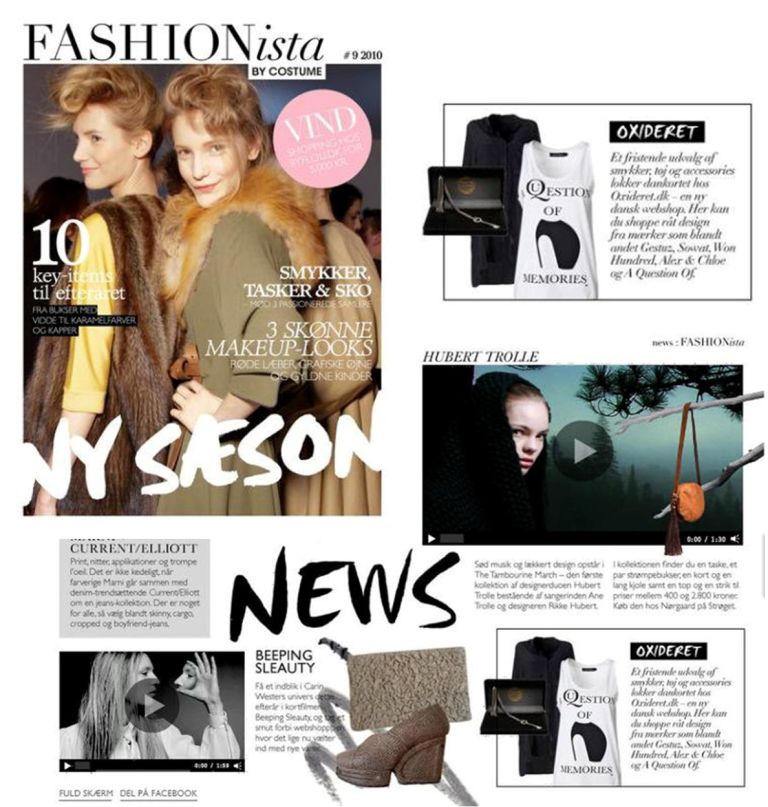 FASHIONista
# 9 2010
BY COSTUME
VIND
SHOPPING HOS
BYFLOU.DK FOR
5.000 KR.
10
key-items
til efteråret
FRA BUKSER MED
VIDDE TIL KARAMELFARVER
OG KAPPER
SMYKKER,
TASKER & SKO
– MØD 3 PASSIONEREDE SAMLERE
3 SKØNNE
MAKEUP-LOOKS
RØDE LÆBER, GRAFISKE ØJNE
OG GYLDNE KINDER
NY SÆSON
QUESTION
OF
MEMORIES
OXIDERET
Et fristende udvalg af
smykker, tøj og accessories
lokker dankortet hos
Oxideret.dk – en ny
dansk webshop. Her kan
du shoppe råt design
fra mærker som blandt
andet Gestuz, Sowat, Won
Hundred, Alex & Chloe
og A Question Of.
news : FASHIONista
HUBERT TROLLE
0:00 / 1:30
Sød musik og lækkert design opstår i
The Tambourine March – den første
kollektion af designerduoen Hubert
Trolle bestående af sangerinden Ane
Trolle og designeren Rikke Hubert.
I kollektionen finder du en taske, et
par strømpebukser, en kort og en
lang kjole samt en top og en strik til
priser mellem 400 og 2.800 kroner.
Køb den hos Nørgaard på Strøget.
CURRENT/ELLIOTT
Print, nitter, applikationer og trompe
l'oeil. Det er ikke kedeligt, når
farverige Marni går sammen med
denim-trendsættende Current/Elliott
om en jeans-kollektion. Der er noget
for alle, så vælg blandt skinny, cargo,
cropped og boyfriend-jeans.
NEWS
BEEPING
SLEAUTY
Få et indblik i Carin
Westers univers dette
efterår i kortfilmen
Beeping Sleauty, og tag et
smut forbi webshoppen
hvor det lige nu vælter
ind med nye varer.
0:00 / 1:59
FULD SKÆRM DEL PÅ FACEBOOK
QUESTION
OF
MEMORIES
OXIDERET
Et fristende udvalg af
smykker, tøj og accessories
lokker dankortet hos
Oxideret.dk – en ny
dansk webshop. Her kan
du shoppe råt design
fra mærker som blandt
andet Gestuz, Sowat, Won
Hundred, Alex & Chloe
og A Question Of.